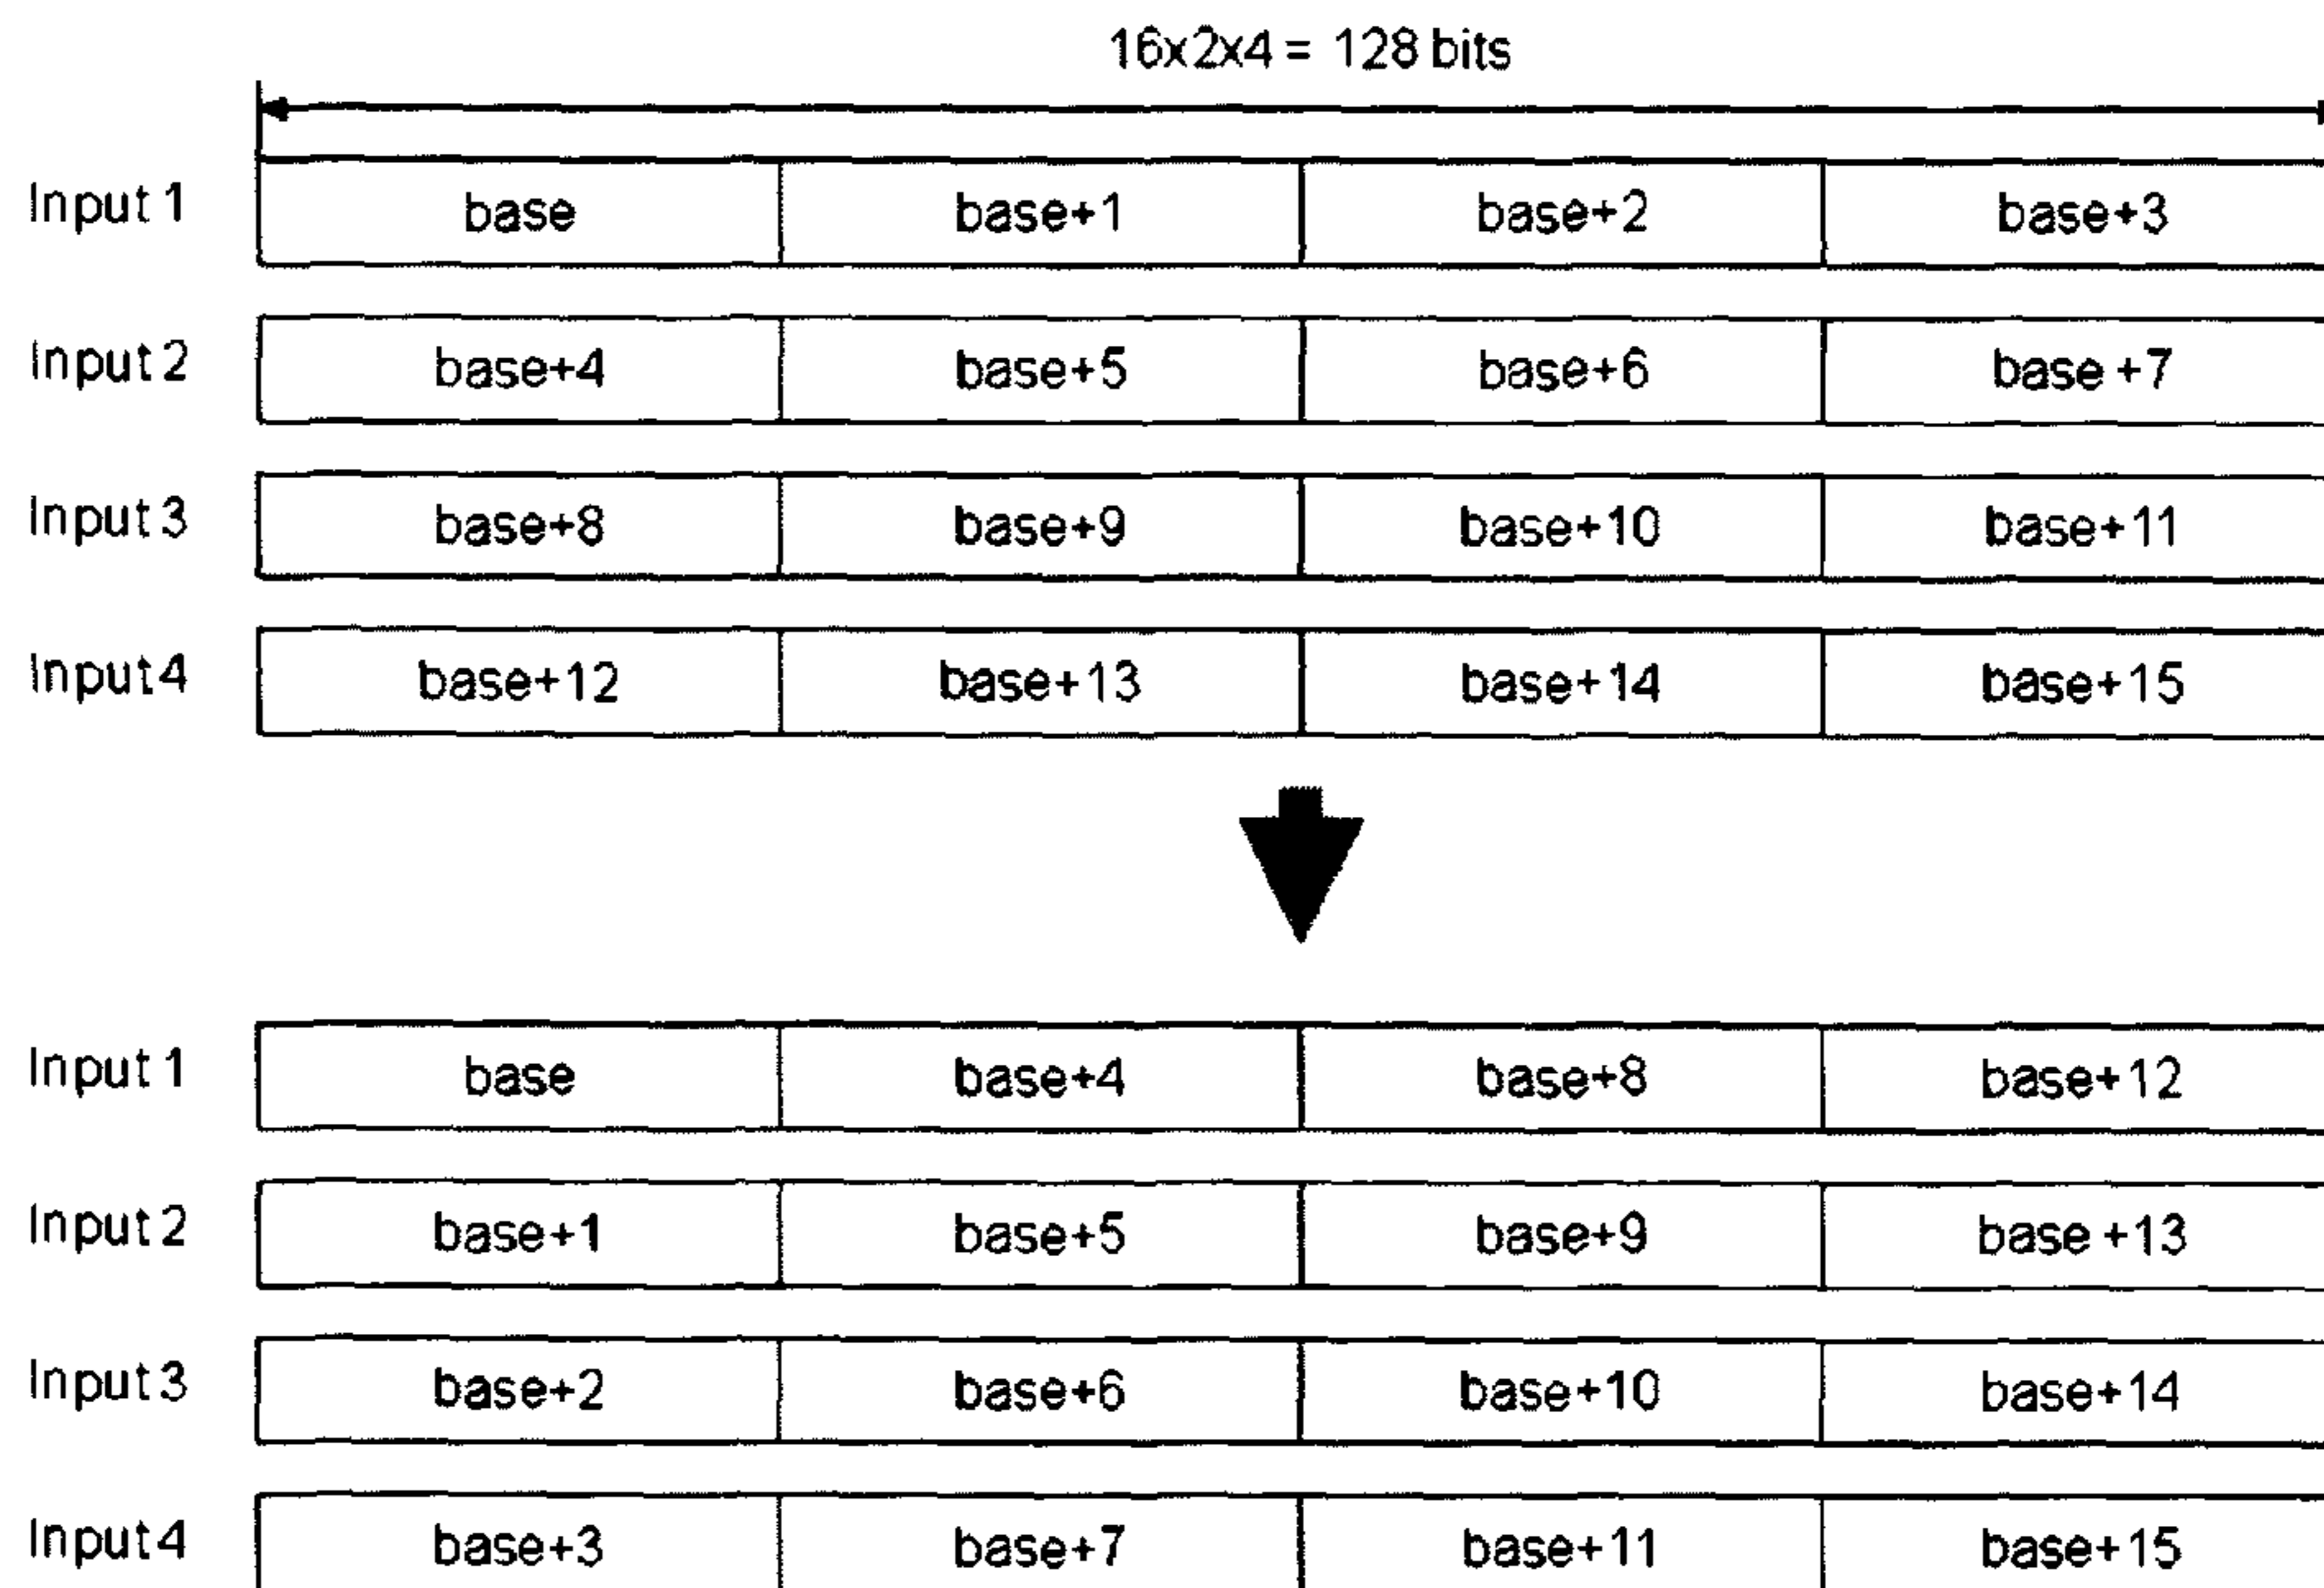 16x2x4 = 128 bits
Input 1 base base+1 base+2 base+3
Input 2 base+4 base+5 base+6 base +7
Input 3 base+8 base+9 base+10 base+11
Input 4 base+12 base+13 base+14 base+15
Input 1 base base+4 base+8 base+12
Input 2 base+1 base+5 base+9 base +13
Input 3 base+2 base+6 base+10 base+14
Input 4 base+3 base+7 base+11 base+15